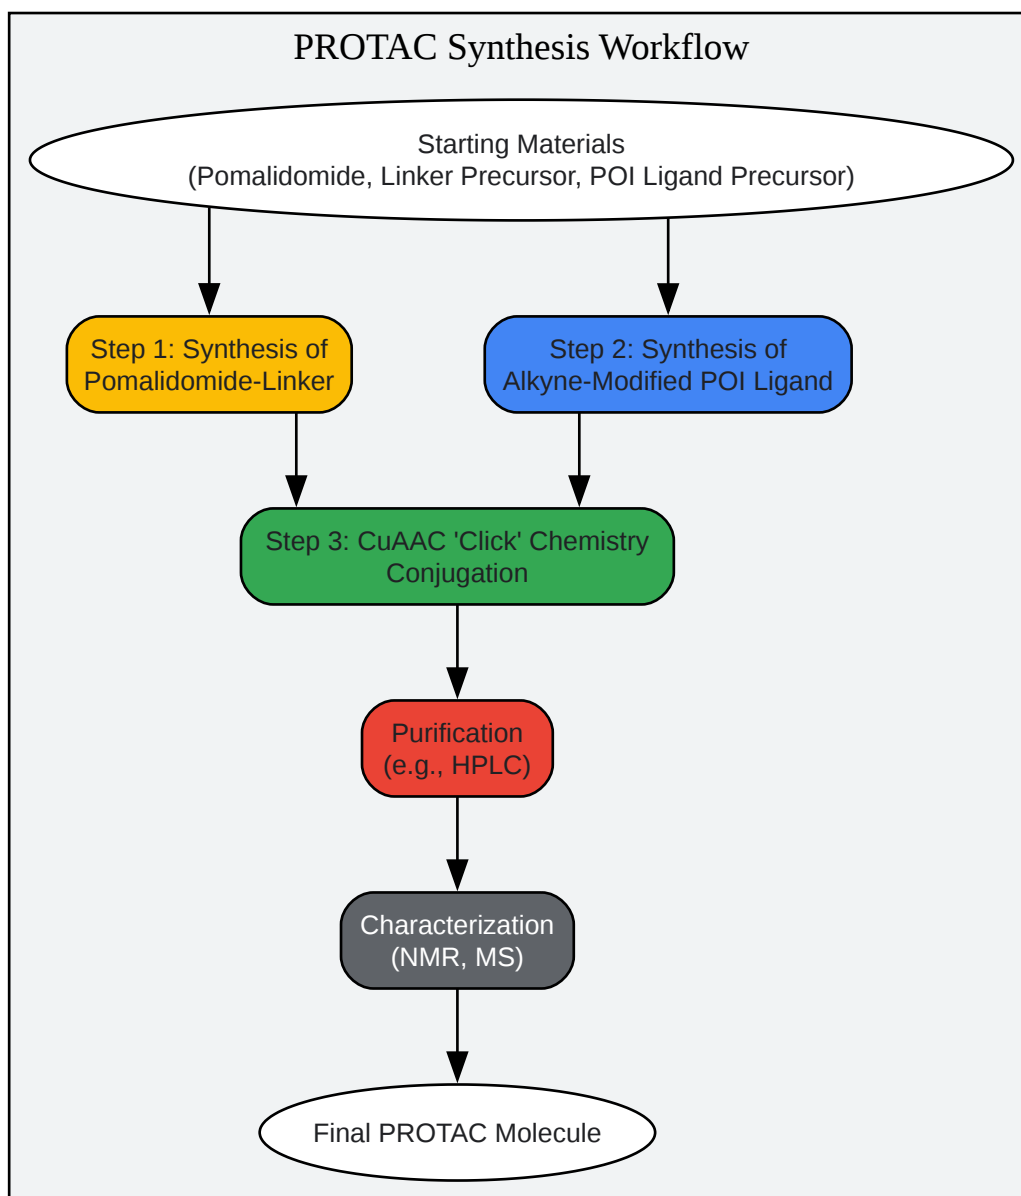 PROTAC Synthesis Workflow
Starting Materials
(Pomalidomide, Linker Precursor, POI Ligand Precursor)
Step 1: Synthesis of
Pomalidomide-Linker
Step 2: Synthesis of
Alkyne-Modified POI Ligand
Step 3: CuAAC 'Click' Chemistry
Conjugation
Purification
(e.g., HPLC)
Characterization
(NMR, MS)
Final PROTAC Molecule